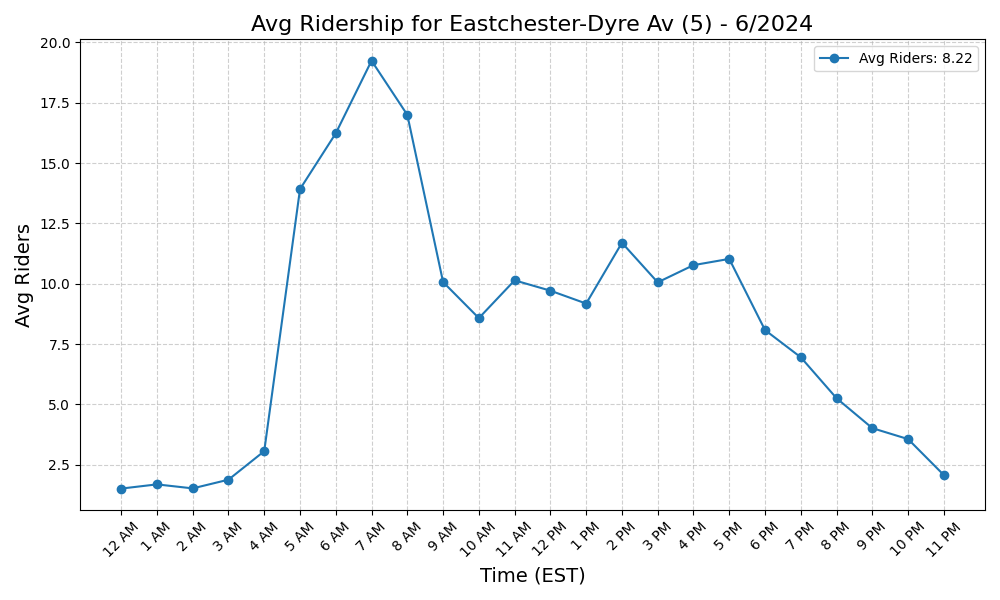 Avg Ridership for Eastchester-Dyre Av (5) - 6/2024
Avg Riders: 8.22
Avg Riders
20.0
17.5
15.0
12.5
10.0
7.5
5.0
2.5
12 AM
1 AM
2 AM
3 AM
4 AM
5 AM
6 AM
7 AM
8 AM
9 AM
10 AM
11 AM
12 PM
1 PM
2 PM
3 PM
4 PM
5 PM
6 PM
7 PM
8 PM
9 PM
10 PM
11 PM
Time (EST)